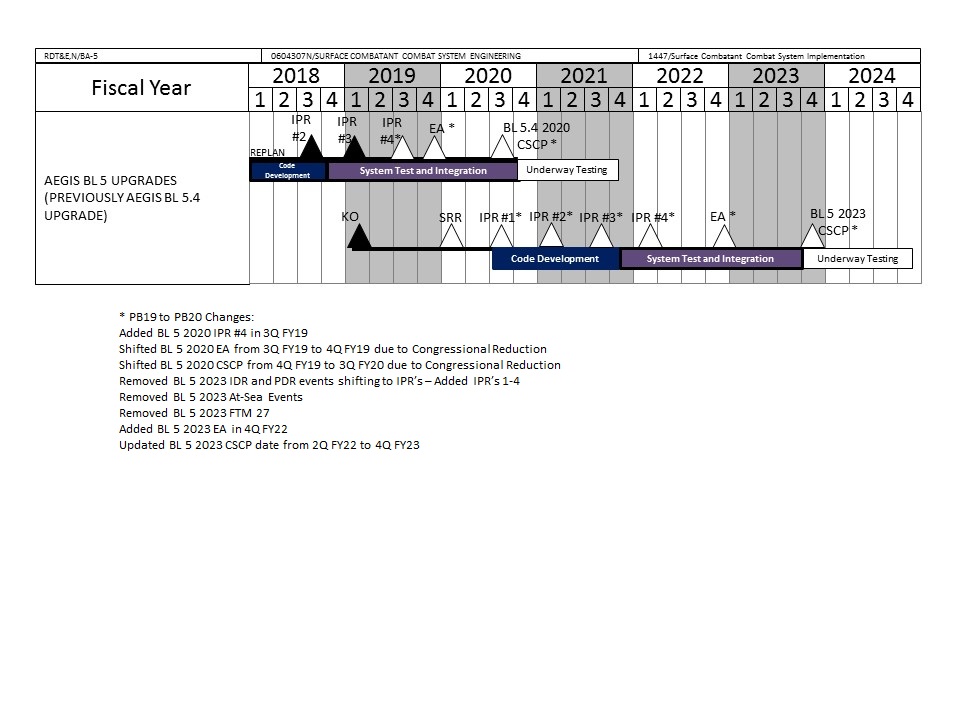 RDT&E,N/BA-5 0604307N/SURFACE COMBATANT COMBAT SYSTEM ENGINEERING 1447/Surface Combatant Combat System Implementation
Fiscal Year 2018 2019 2020 2021 2022 2023 2024
1 2 3 4 1 2 3 4 1 2 3 4 1 2 3 4 1 2 3 4 1 2 3 4 1 2 3 4
AEGIS BL 5 UPGRADES
(PREVIOUSLY AEGIS BL 5.4
UPGRADE)
IPR
#2
IPR
#3
IPR
#4*
EA *
BL 5.4 2020
CSCP *
REPLAN
Code
Development
System Test and Integration
Underway Testing
KO
SRR
IPR #1*
IPR #2*
IPR #3*
IPR #4*
EA *
BL 5 2023
CSCP *
Code Development
System Test and Integration
Underway Testing
* PB19 to PB20 Changes:
Added BL 5 2020 IPR #4 in 3Q FY19
Shifted BL 5 2020 EA from 3Q FY19 to 4Q FY19 due to Congressional Reduction
Shifted BL 5 2020 CSCP from 4Q FY19 to 3Q FY20 due to Congressional Reduction
Removed BL 5 2023 IDR and PDR events shifting to IPR's – Added IPR's 1-4
Removed BL 5 2023 At-Sea Events
Removed BL 5 2023 FTM 27
Added BL 5 2023 EA in 4Q FY22
Updated BL 5 2023 CSCP date from 2Q FY22 to 4Q FY23